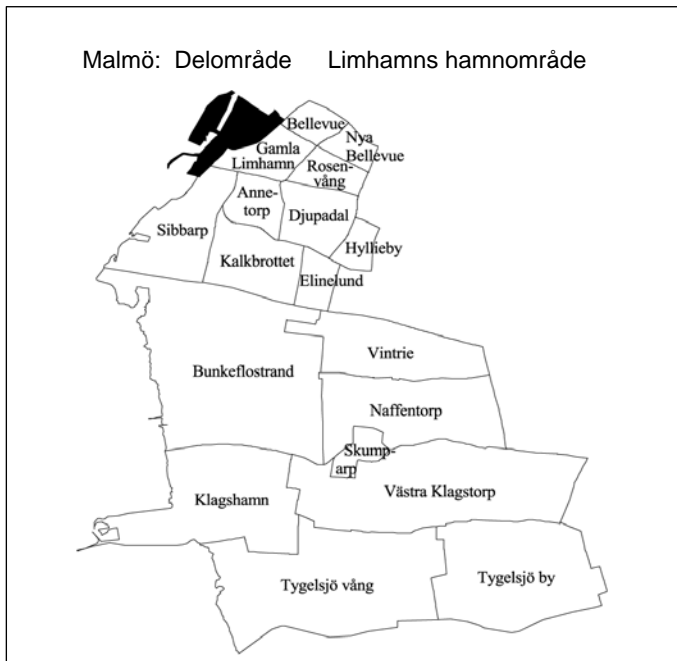 Malmö: Delområde Limhamns hamnområde
Bellevue
Nya
Bellevue
Gamla
Limhamn
Rosen-
vång
Anne-
torp
Djupadal
Sibbarp
Hyllieby
Kalkbrottet
Elinelund
Vintrie
Bunkeflostrand
Naffentorp
Skump-
arp
Västra Klagstorp
Klagshamn
Tygelsjö vång
Tygelsjö by